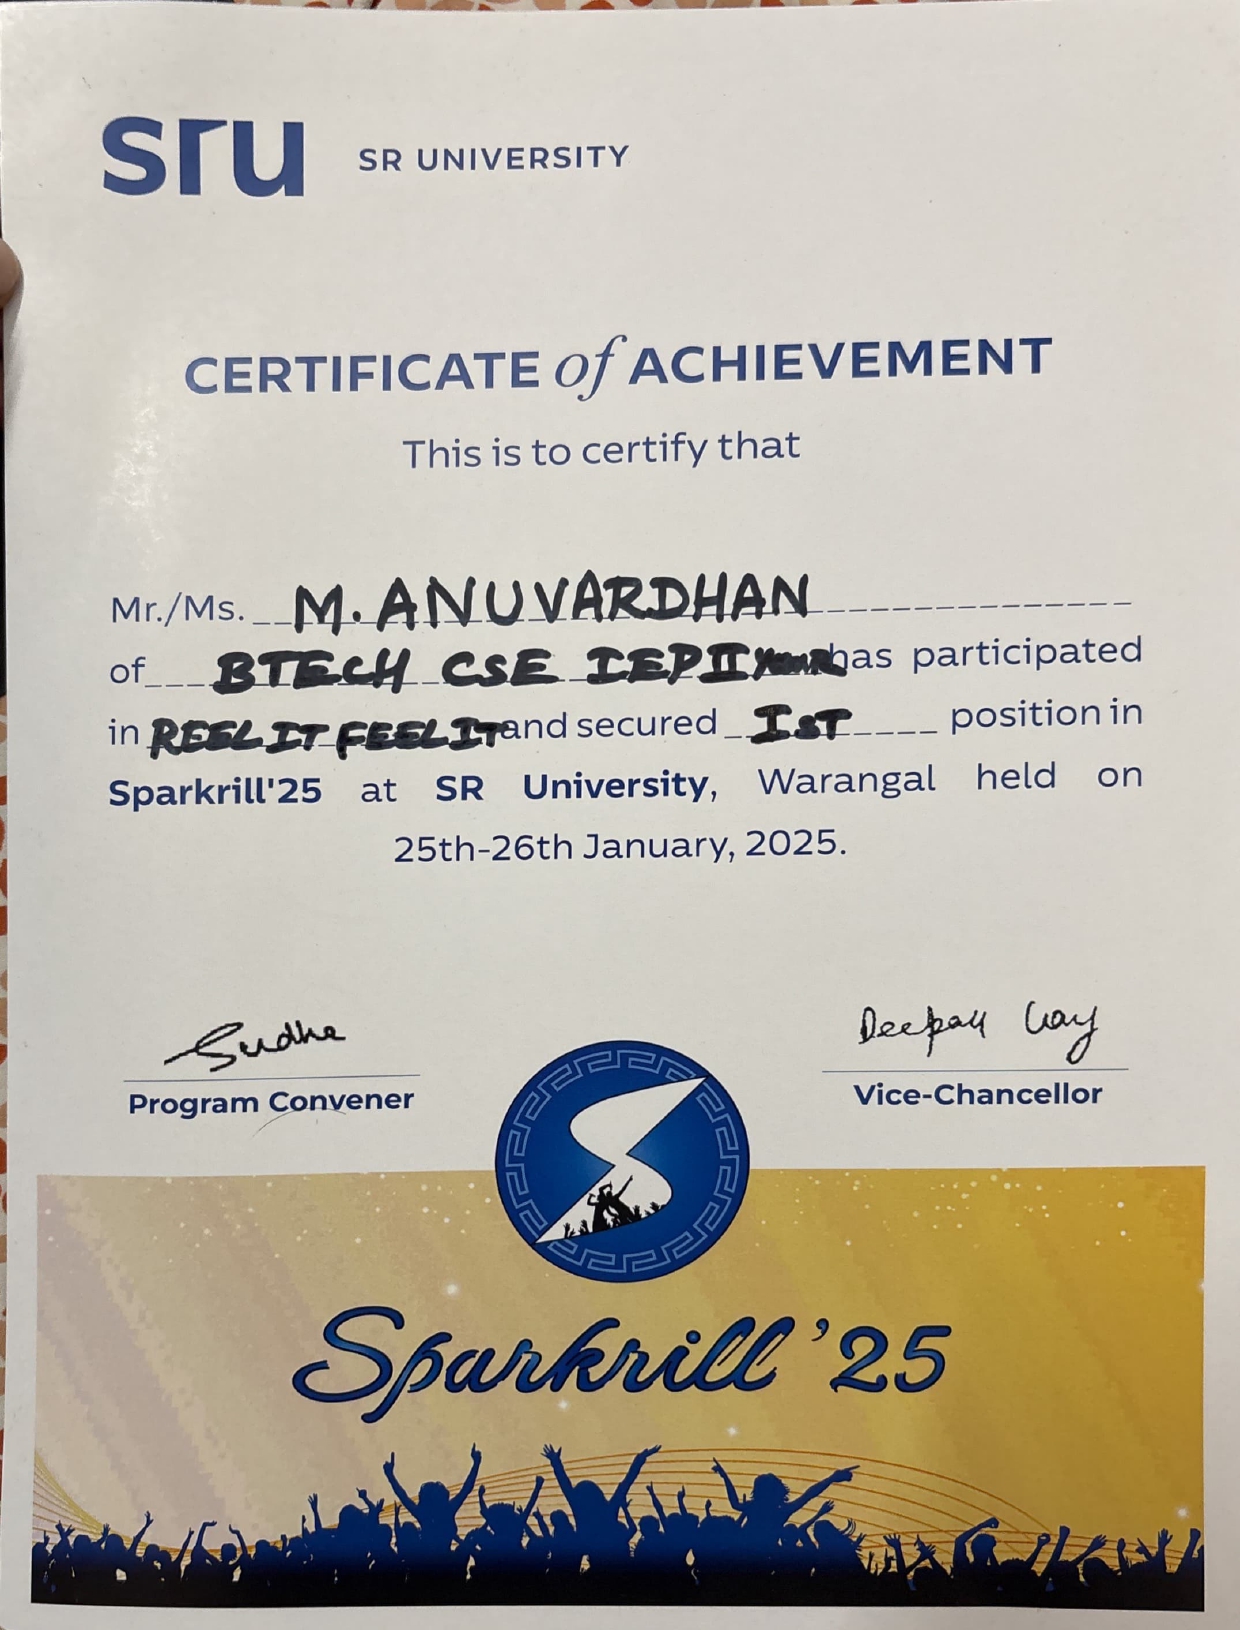 sru SR UNIVERSITY
CERTIFICATE of ACHIEVEMENT
This is to certify that
Mr./Ms. M. ANUVARDHAN
of BTECH CSE IEP II Year has participated
in REEL IT FEEL IT and secured IST position in
Sparkrill'25 at SR University, Warangal held on
25th-26th January, 2025.
Sudha
Deepak Garg
Program Convener
Vice-Chancellor
Sparkrill '25